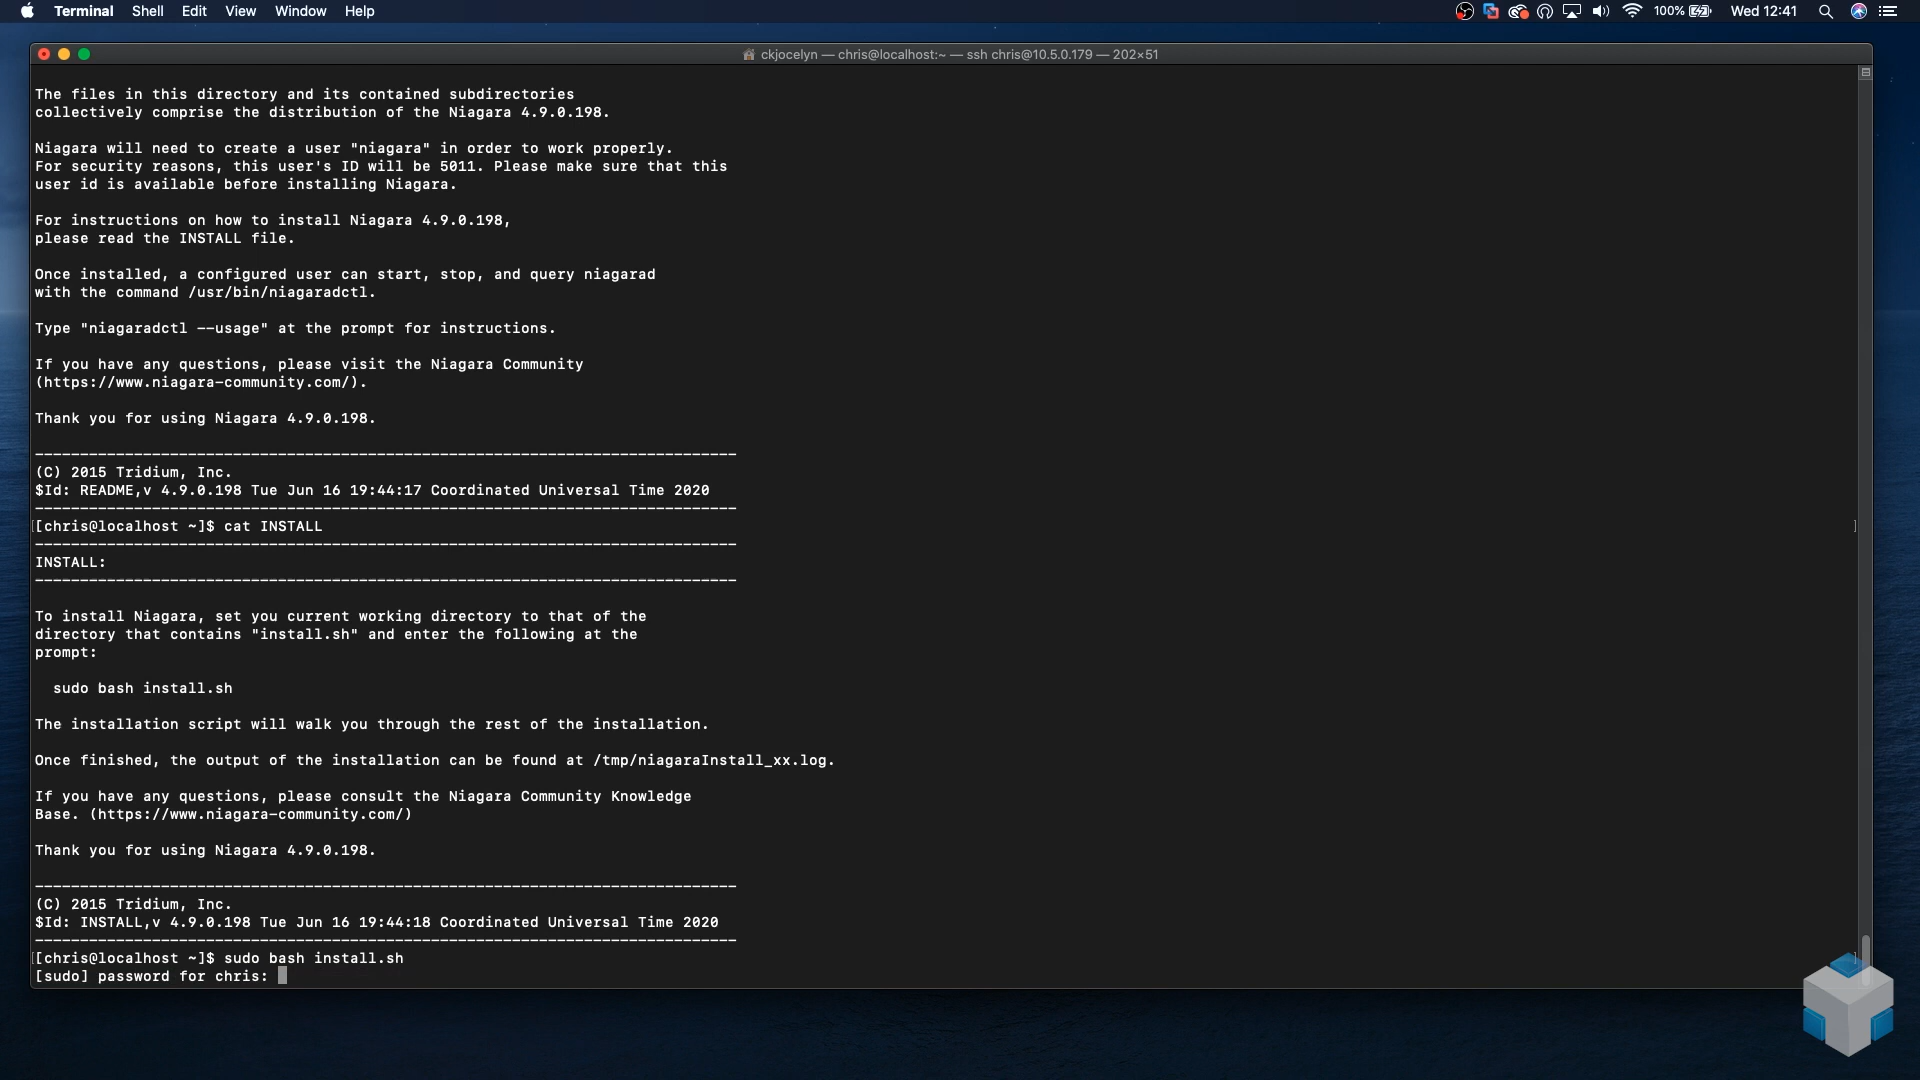 Terminal Shell Edit View Window Help 100% Wed 12:41
ckjocelyn — chris@localhost:~ — ssh chris@10.5.0.179 — 202×51
The files in this directory and its contained subdirectories
collectively comprise the distribution of the Niagara 4.9.0.198.
Niagara will need to create a user "niagara" in order to work properly.
For security reasons, this user's ID will be 5011. Please make sure that this
user id is available before installing Niagara.
For instructions on how to install Niagara 4.9.0.198,
please read the INSTALL file.
Once installed, a configured user can start, stop, and query niagarad
with the command /usr/bin/niagaradctl.
Type "niagaradctl --usage" at the prompt for instructions.
If you have any questions, please visit the Niagara Community
(https://www.niagara-community.com/).
Thank you for using Niagara 4.9.0.198.
------------------------------------------------------------------------------
(C) 2015 Tridium, Inc.
$Id: README,v 4.9.0.198 Tue Jun 16 19:44:17 Coordinated Universal Time 2020
------------------------------------------------------------------------------
[[chris@localhost ~]$ cat INSTALL ]
------------------------------------------------------------------------------
INSTALL:
------------------------------------------------------------------------------
To install Niagara, set you current working directory to that of the
directory that contains "install.sh" and enter the following at the
prompt:
sudo bash install.sh
The installation script will walk you through the rest of the installation.
Once finished, the output of the installation can be found at /tmp/niagaraInstall_xx.log.
If you have any questions, please consult the Niagara Community Knowledge
Base. (https://www.niagara-community.com/)
Thank you for using Niagara 4.9.0.198.
------------------------------------------------------------------------------
(C) 2015 Tridium, Inc.
$Id: INSTALL,v 4.9.0.198 Tue Jun 16 19:44:18 Coordinated Universal Time 2020
------------------------------------------------------------------------------
[[chris@localhost ~]$ sudo bash install.sh ]
[sudo] password for chris: